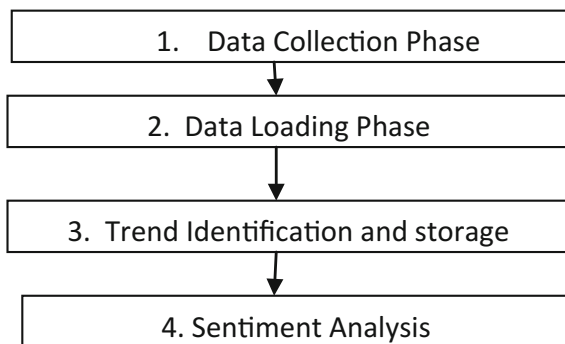 1. Data Collection Phase
2. Data Loading Phase
3. Trend Identification and storage
4. Sentiment Analysis